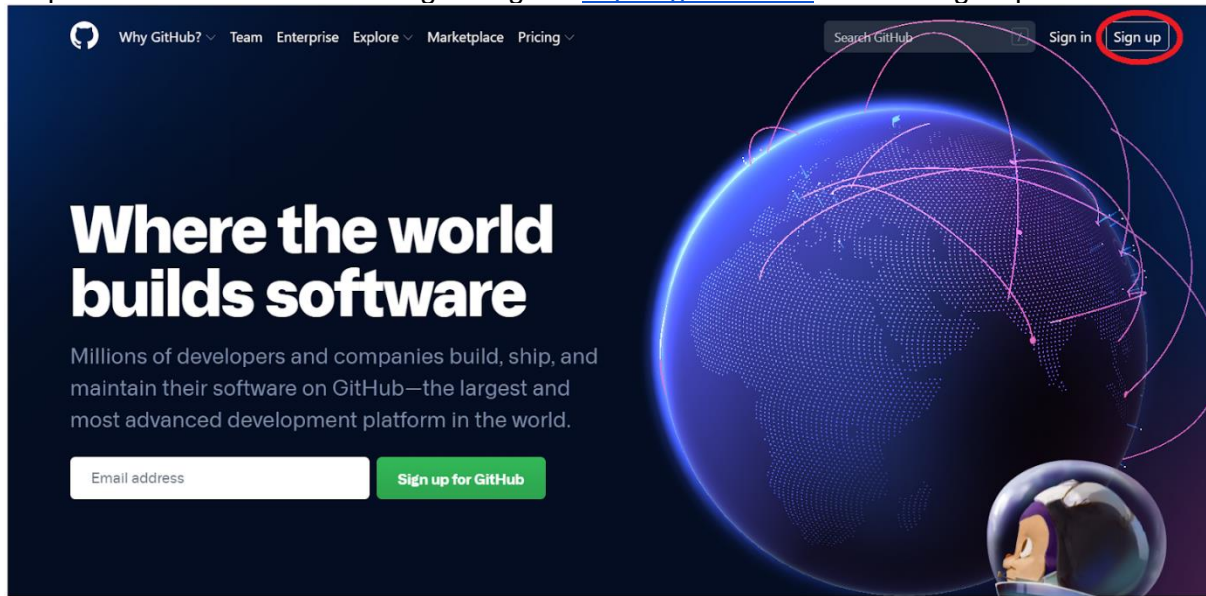 Why GitHub? Team Enterprise Explore Marketplace Pricing Search GitHub / Sign in Sign up
Where the world
builds software
Millions of developers and companies build, ship, and
maintain their software on GitHub—the largest and
most advanced development platform in the world.
Email address Sign up for GitHub